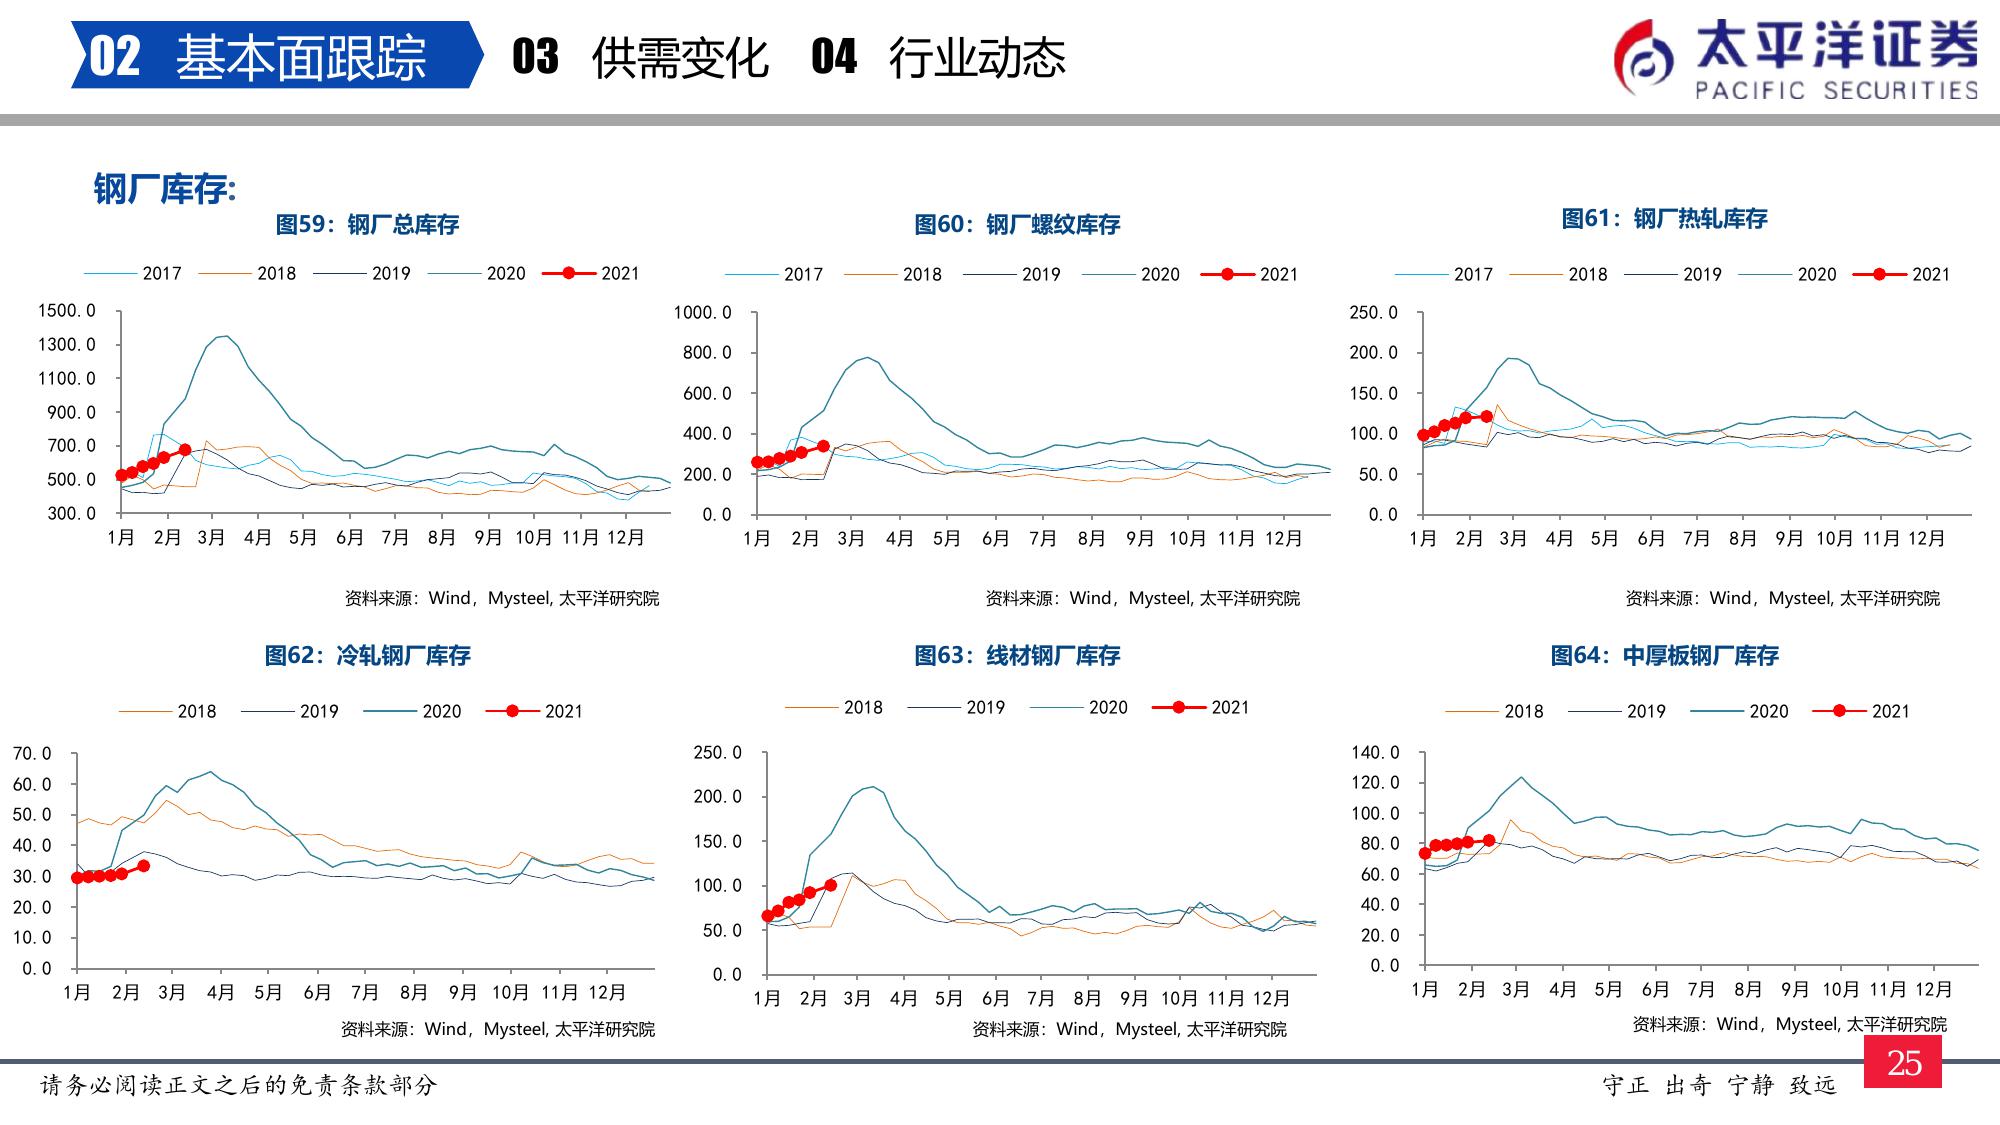 02 基本面跟踪 03 供需变化 04 行业动态
太平洋证券
PACIFIC SECURITIES
钢厂库存:
图59：钢厂总库存
2017 2018 2019 2020 2021
1500.0
1300.0
1100.0
900.0
700.0
500.0
300.0
1月 2月 3月 4月 5月 6月 7月 8月 9月 10月 11月 12月
资料来源：Wind，Mysteel, 太平洋研究院
图60：钢厂螺纹库存
2017 2018 2019 2020 2021
1000.0
800.0
600.0
400.0
200.0
0.0
1月 2月 3月 4月 5月 6月 7月 8月 9月 10月 11月 12月
资料来源：Wind，Mysteel, 太平洋研究院
图61：钢厂热轧库存
2017 2018 2019 2020 2021
250.0
200.0
150.0
100.0
50.0
0.0
1月 2月 3月 4月 5月 6月 7月 8月 9月 10月 11月 12月
资料来源：Wind，Mysteel, 太平洋研究院
图62：冷轧钢厂库存
2018 2019 2020 2021
70.0
60.0
50.0
40.0
30.0
20.0
10.0
0.0
1月 2月 3月 4月 5月 6月 7月 8月 9月 10月 11月 12月
资料来源：Wind，Mysteel, 太平洋研究院
图63：线材钢厂库存
2018 2019 2020 2021
250.0
200.0
150.0
100.0
50.0
0.0
1月 2月 3月 4月 5月 6月 7月 8月 9月 10月 11月 12月
资料来源：Wind，Mysteel, 太平洋研究院
图64：中厚板钢厂库存
2018 2019 2020 2021
140.0
120.0
100.0
80.0
60.0
40.0
20.0
0.0
1月 2月 3月 4月 5月 6月 7月 8月 9月 10月 11月 12月
资料来源：Wind，Mysteel, 太平洋研究院
请务必阅读正文之后的免责条款部分
守正 出奇 宁静 致远
25